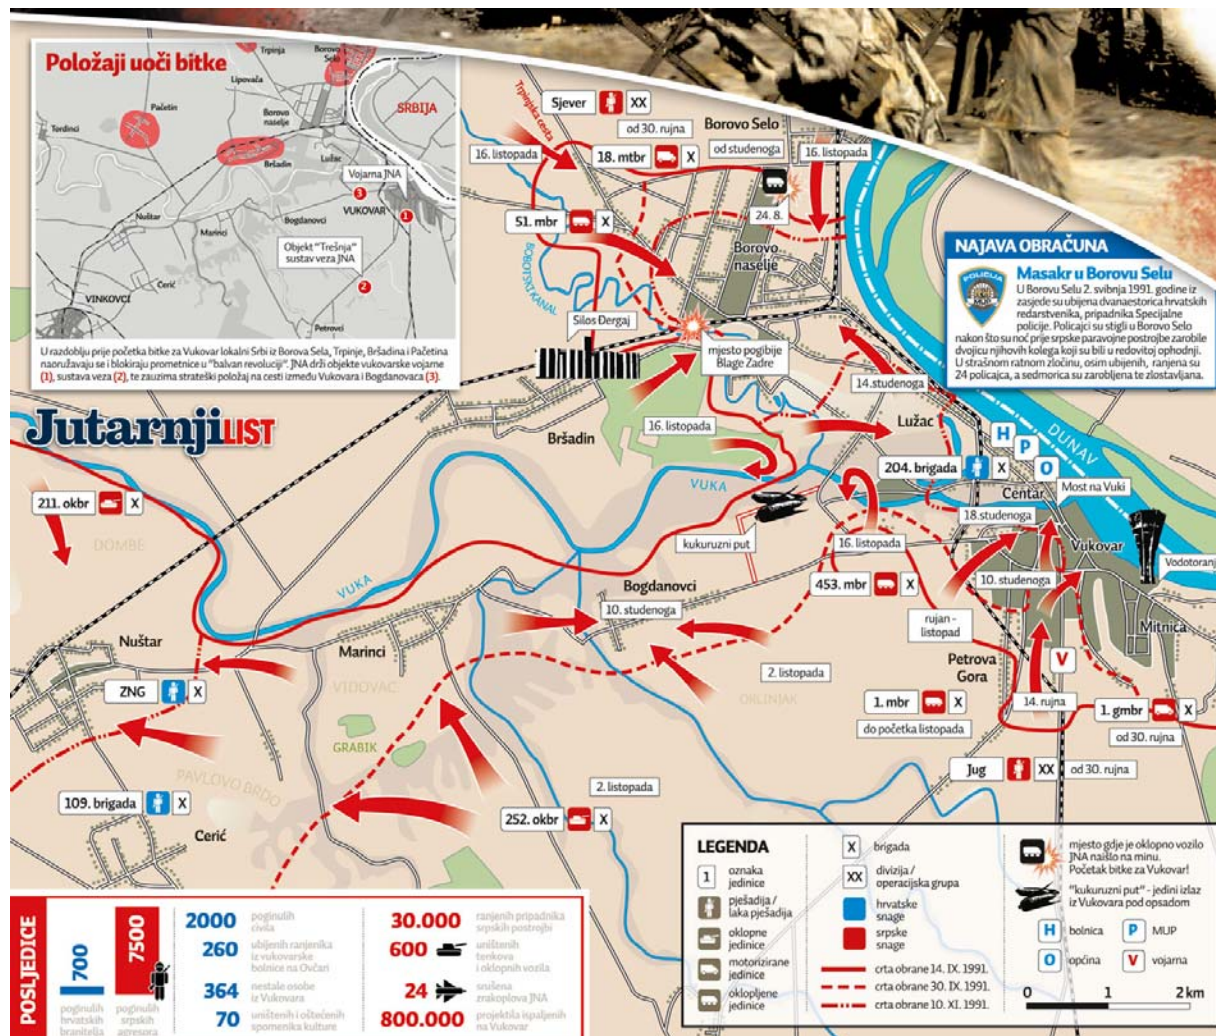 Položaji uoči bitke
Trpinja
Borovo
Selo
Lipovača
SRBIJA
Pačetin
Tordinci
Borovo
naselje
Bršadin
Lužac
Vojarna JNA
3
VUKOVAR
1
Nuštar
Marinci
Bogdanovci
Objekt "Trešnja"
sustav veza JNA
2
Cerić
VINKOVCI
Petrovci
U razdoblju prije početka bitke za Vukovar lokalni Srbi iz Borova Sela, Trpinje, Bršadina i Pačetina
naoružavaju se i blokiraju prometnice u "balvan revoluciji". JNA drži objekte vukovarske vojarne
(1), sustava veza (2), te zauzima strateški položaj na cesti između Vukovara i Bogdanovaca (3).
JutarnjiLIST
Trpinjska cesta
Sjever XX
od 30. rujna
Borovo Selo
16. listopada
18. mtbr X
od studenoga
16. listopada
51. mbr X
24. 8.
BOBOTSKI KANAL
Borovo
naselje
Silos Đergaj
mjesto pogibije
Blage Zadre
NAJAVA OBRAČUNA
POLICIJA
Masakr u Borovu Selu
U Borovu Selu 2. svibnja 1991. godine iz
zasjede su ubijena dvanaestorica hrvatskih
redarstvenika, pripadnika Specijalne
policije. Policajci su stigli u Borovo Selo
nakon što su noć prije srpske paravojne postrojbe zarobile
dvojicu njihovih kolega koji su bili u redovitoj ophodnji.
U strašnom ratnom zločinu, osim ubijenih, ranjena su
24 policajca, a sedmorica su zarobljena te zlostavljana.
14.studenoga
Bršadin
16. listopada
Lužac
H
P
O
DUNAV
204. brigada X
Centar
Most na Vuki
VUKA
211. okbr X
DOMBE
kukuruzni put
16. listopada
18.studenoga
Vukovar
Vodotoranj
VUKA
Bogdanovci
453. mbr X
10. studenoga
10. studenoga
rujan -
listopad
Mitnica
Nuštar
Marinci
Petrova
Gora
V
ZNG X
VIDOVAC
2. listopada
OKLINJAK
1. mbr X
do početka listopada
14. rujna
1. gmbr X
od 30. rujna
GRABIK
PAVLOVO BRDO
Jug XX od 30. rujna
109. brigada X
Cerić
2. listopada
252. okbr X
LEGENDA
1 oznaka
jedinice
pješadija /
laka pješadija
oklopne
jedinice
motorizirane
jedinice
oklopljene
jedinice
X brigada
XX divizija /
operacijska grupa
hrvatske
snage
srpske
snage
crta obrane 14. IX. 1991.
crta obrane 30. IX. 1991.
crta obrane 10. XI. 1991.
mjesto gdje je oklopno vozilo
JNA naišlo na minu.
Početak bitke za Vukovar!
"kukuruzni put" - jedini izlaz
iz Vukovara pod opsadom
H bolnica P MUP
O općina V vojarna
0 1 2 km
POSLJEDICE
700
poginulih
hrvatskih
branitelja
7500
poginulih
srpskih
agresora
2000 poginulih
civila
260 ubijenih ranjenika
iz vukovarske
bolnice na Ovčari
364 nestale osobe
iz Vukovara
70 uništenih i oštećenih
spomenika kulture
30.000 ranjenih pripadnika
srpskih postrojbi
600 uništenih
tenkova
i oklopnih vozila
24 srušena
zrakoplova JNA
800.000 projektila ispaljenih
na Vukovar